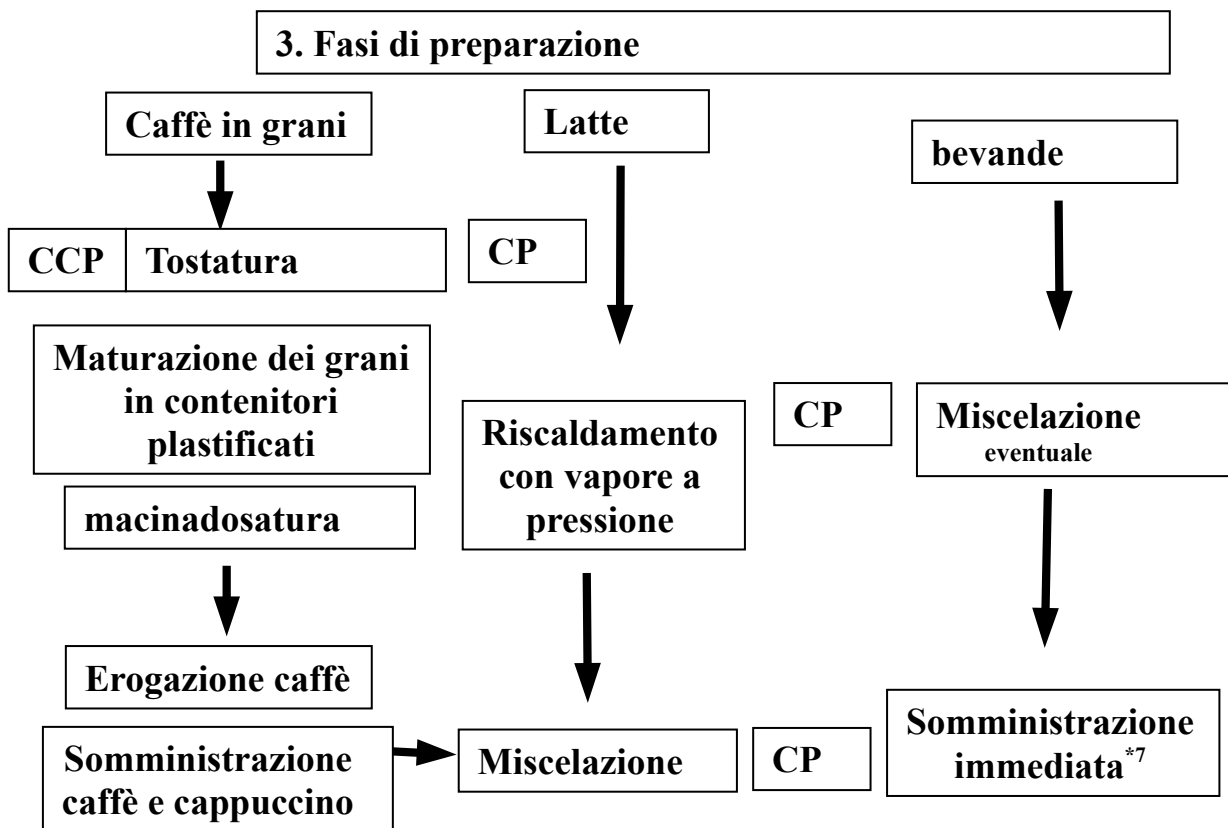 3. Fasi di preparazione
Caffè in grani
Latte
bevande
CCP
Tostatura
CP
Maturazione dei grani
in contenitori
plastificati
Riscaldamento
con vapore a
pressione
CP
Miscelazione
eventuale
macinadosatura
Erogazione caffè
Somministrazione
caffè e cappuccino
Miscelazione
CP
Somministrazione
immediata*7